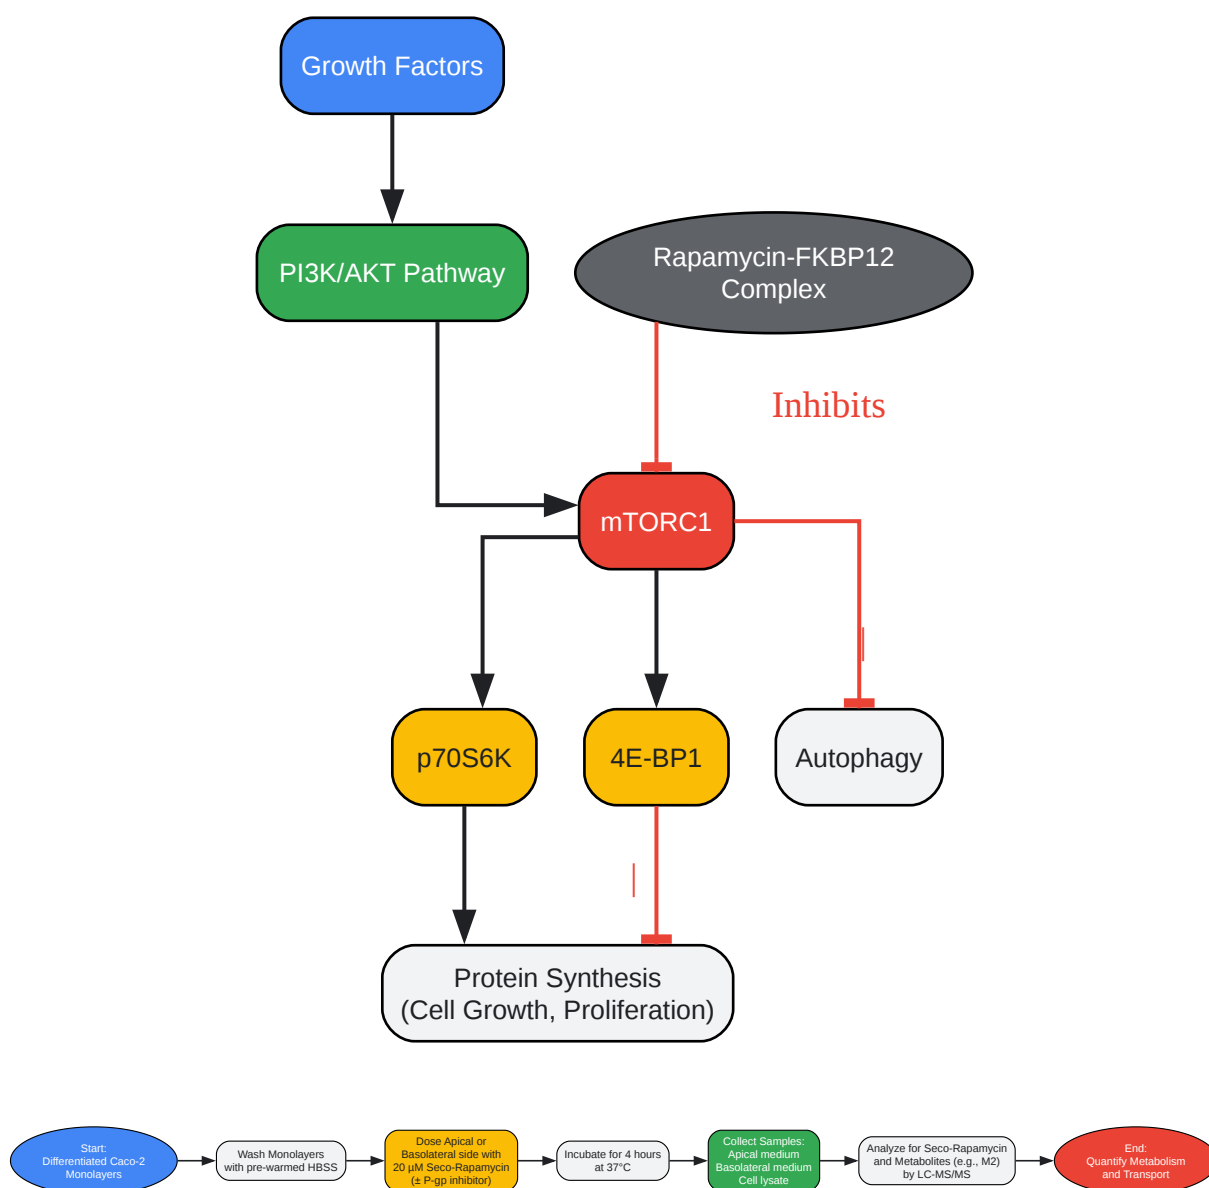 Growth Factors
PI3K/AKT Pathway
Rapamycin-FKBP12
Complex
Inhibits
mTORC1
p70S6K
4E-BP1
Autophagy
Protein Synthesis
(Cell Growth, Proliferation)
Start:
Differentiated Caco-2
Monolayers
Wash Monolayers
with pre-warmed HBSS
Dose Apical or
Basolateral side with
20 µM Seco-Rapamycin
(± P-gp inhibitor)
Incubate for 4 hours
at 37°C
Collect Samples:
Apical medium
Basolateral medium
Cell lysate
Analyze for Seco-Rapamycin
and Metabolites (e.g., M2)
by LC-MS/MS
End:
Quantify Metabolism
and Transport